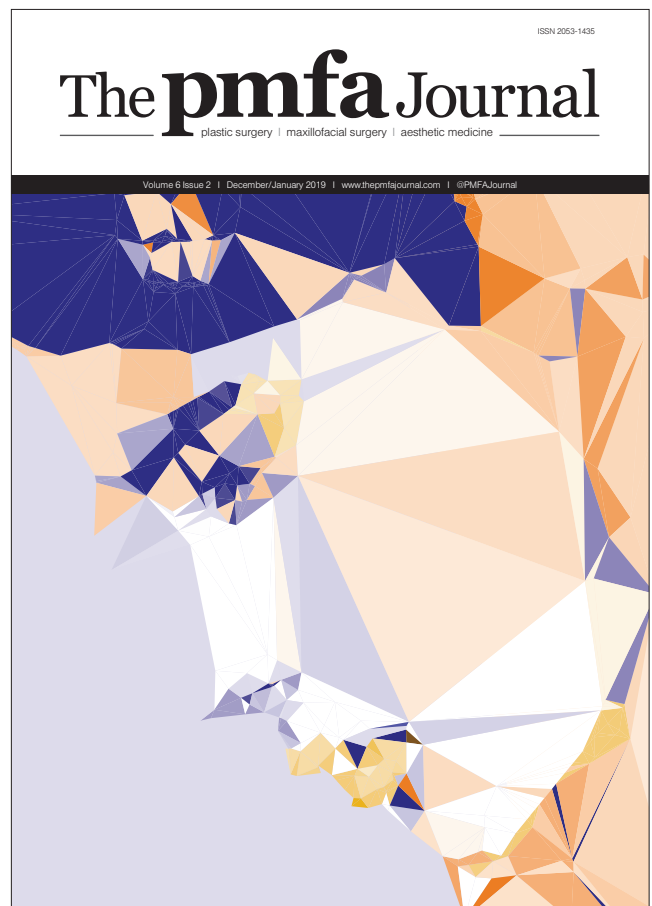 ISSN 2053-1435
The pmfa Journal
plastic surgery | maxillofacial surgery | aesthetic medicine
Volume 6 Issue 2 | December/January 2019 | www.thepmfajournal.com | @PMFAJournal